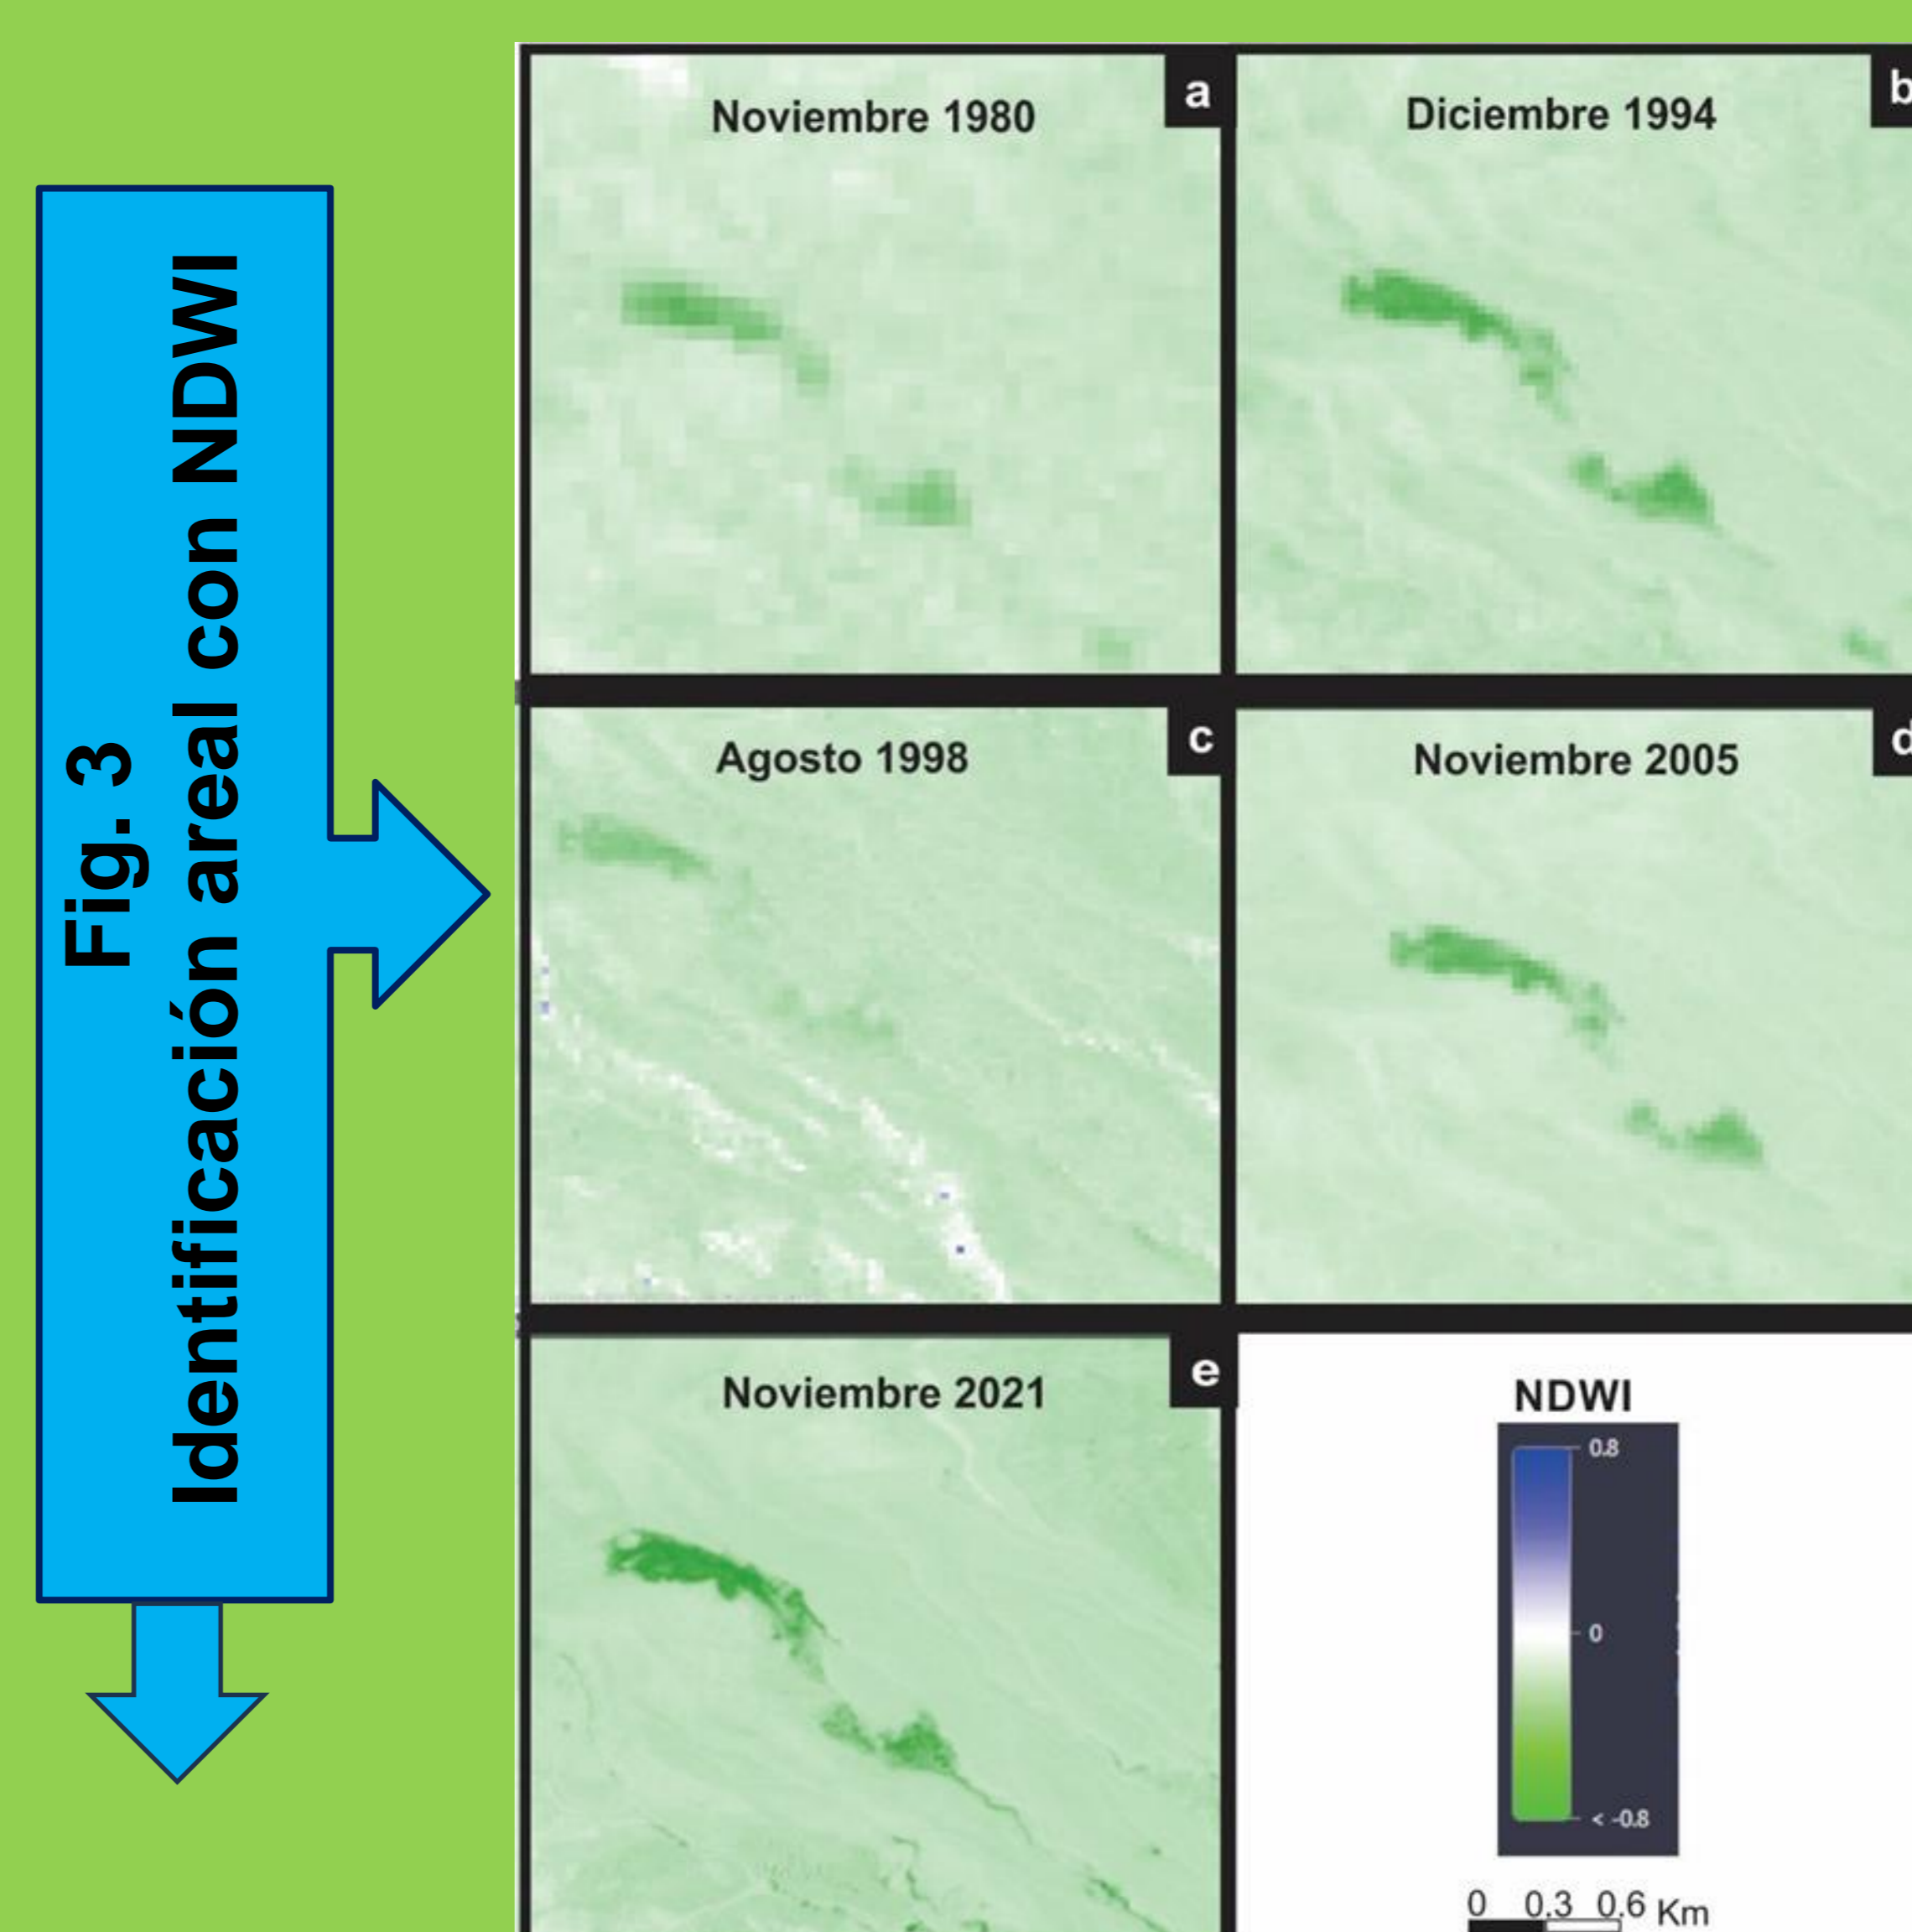 Fig. 3
Identificación areal con NDWI
a
Noviembre 1980
b
Diciembre 1994
c
Agosto 1998
d
Noviembre 2005
e
Noviembre 2021
NDWI
0.8
0
< -0.8
0 0.3 0.6 Km